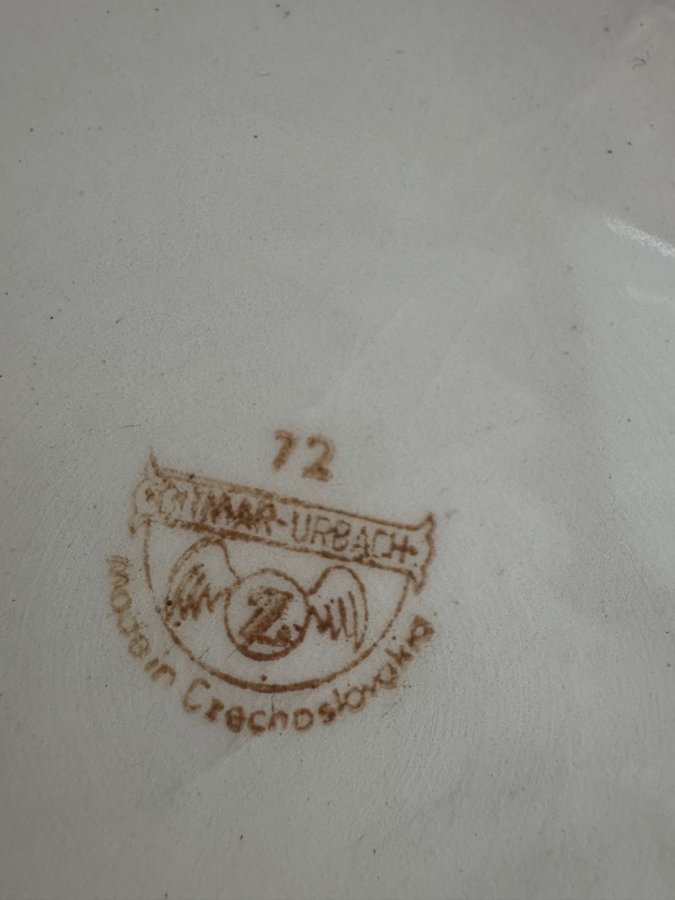 72
DITMAR-URBACH
Z
Made in Czechoslovakia